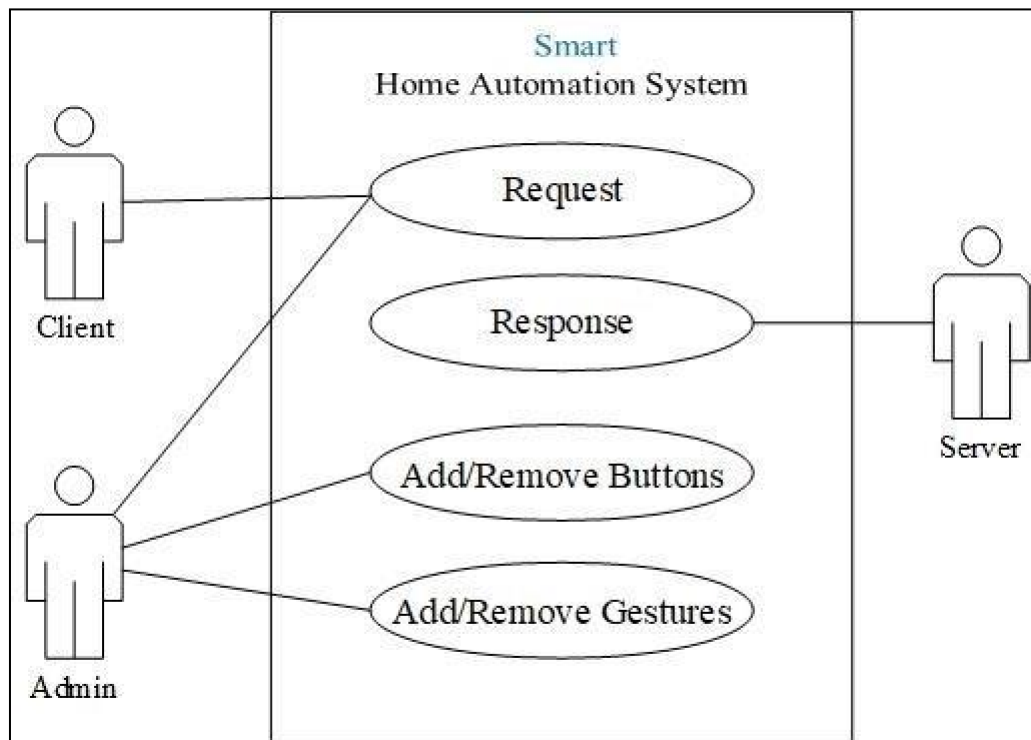 Smart
Home Automation System
Request
Client
Response
Server
Add/Remove Buttons
Add/Remove Gestures
Admin